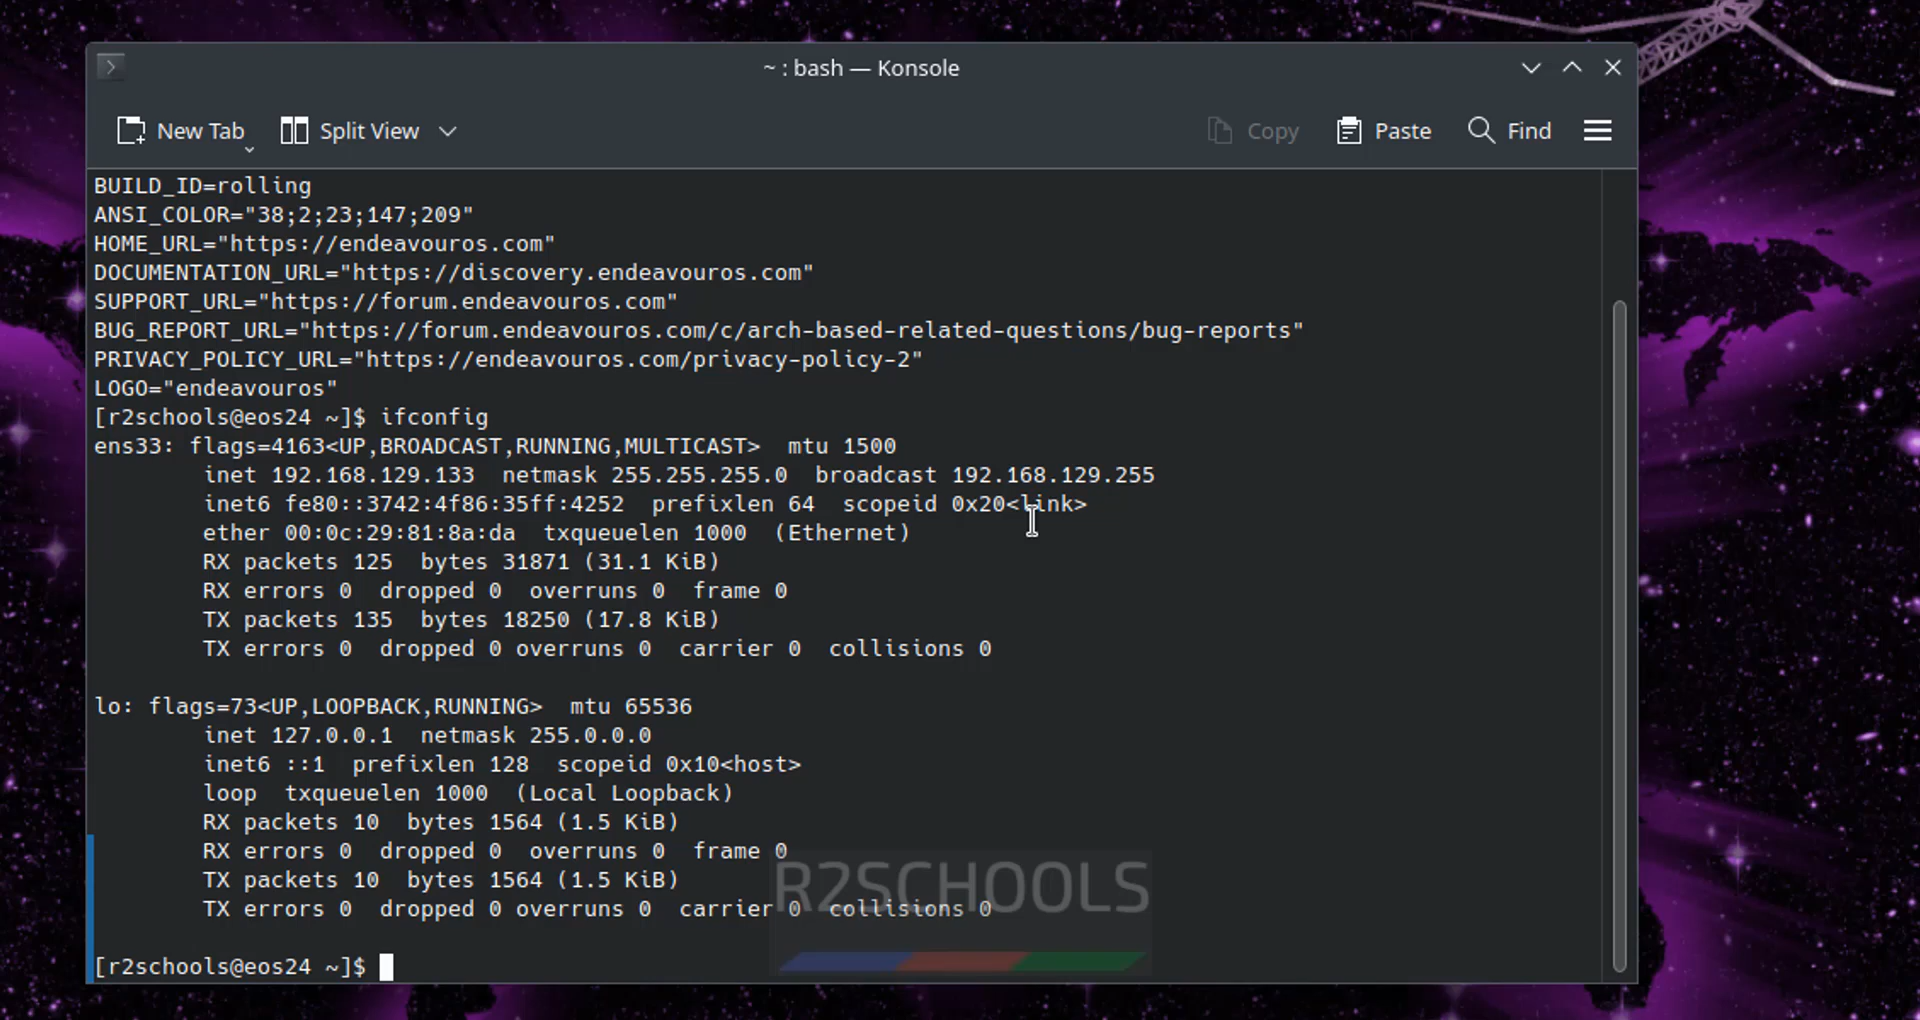 ~ : bash — Konsole
New Tab Split View Copy Paste Find
BUILD_ID=rolling
ANSI_COLOR="38;2;23;147;209"
HOME_URL="https://endeavouros.com"
DOCUMENTATION_URL="https://discovery.endeavouros.com"
SUPPORT_URL="https://forum.endeavouros.com"
BUG_REPORT_URL="https://forum.endeavouros.com/c/arch-based-related-questions/bug-reports"
PRIVACY_POLICY_URL="https://endeavouros.com/privacy-policy-2"
LOGO="endeavouros"
[r2schools@eos24 ~]$ ifconfig
ens33: flags=4163<UP,BROADCAST,RUNNING,MULTICAST>  mtu 1500
        inet 192.168.129.133  netmask 255.255.255.0  broadcast 192.168.129.255
        inet6 fe80::3742:4f86:35ff:4252  prefixlen 64  scopeid 0x20<link>
        ether 00:0c:29:81:8a:da  txqueuelen 1000  (Ethernet)
        RX packets 125  bytes 31871 (31.1 KiB)
        RX errors 0  dropped 0  overruns 0  frame 0
        TX packets 135  bytes 18250 (17.8 KiB)
        TX errors 0  dropped 0 overruns 0  carrier 0  collisions 0
lo: flags=73<UP,LOOPBACK,RUNNING>  mtu 65536
        inet 127.0.0.1  netmask 255.0.0.0
        inet6 ::1  prefixlen 128  scopeid 0x10<host>
        loop  txqueuelen 1000  (Local Loopback)
        RX packets 10  bytes 1564 (1.5 KiB)
        RX errors 0  dropped 0  overruns 0  frame 0
        TX packets 10  bytes 1564 (1.5 KiB)
        TX errors 0  dropped 0 overruns 0  carrier 0  collisions 0
R2SCHOOLS
[r2schools@eos24 ~]$